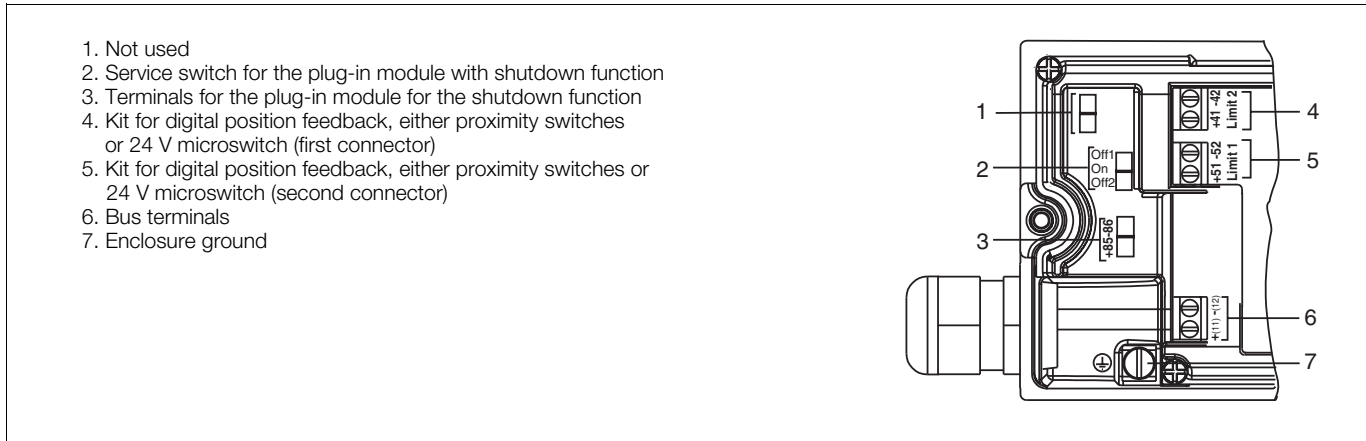 1. Not used
2. Service switch for the plug-in module with shutdown function
3. Terminals for the plug-in module for the shutdown function
4. Kit for digital position feedback, either proximity switches
or 24 V microswitch (first connector)
5. Kit for digital position feedback, either proximity switches or
24 V microswitch (second connector)
6. Bus terminals
7. Enclosure ground
1
2
3
Off1
On
Off2
+85-86
+41 -42
Limit 2
+51 -52
Limit 1
+(11) -(12)
4
5
6
7